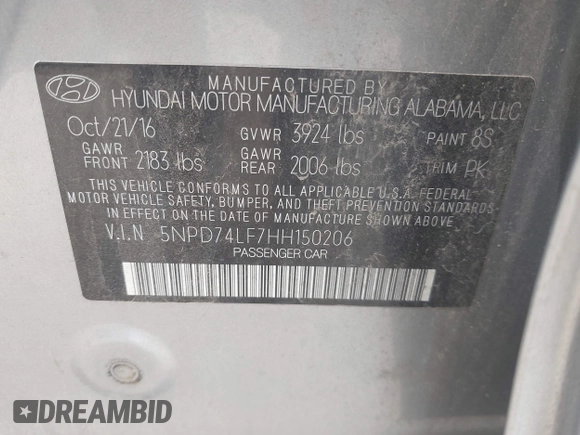 MANUFACTURED BY
HYUNDAI MOTOR MANUFACTURING ALABAMA, LLC
Oct/21/16 GVWR 3924 lbs PAINT 8S
GAWR FRONT 2183 lbs GAWR REAR 2006 lbs TRIM PK
THIS VEHICLE CONFORMS TO ALL APPLICABLE U.S.A. FEDERAL
MOTOR VEHICLE SAFETY, BUMPER, AND THEFT PREVENTION STANDARDS
IN EFFECT ON THE DATE OF MANUFACTURE SHOWN ABOVE
V.I.N 5NPD74LF7HH150206
PASSENGER CAR
DREAMBID